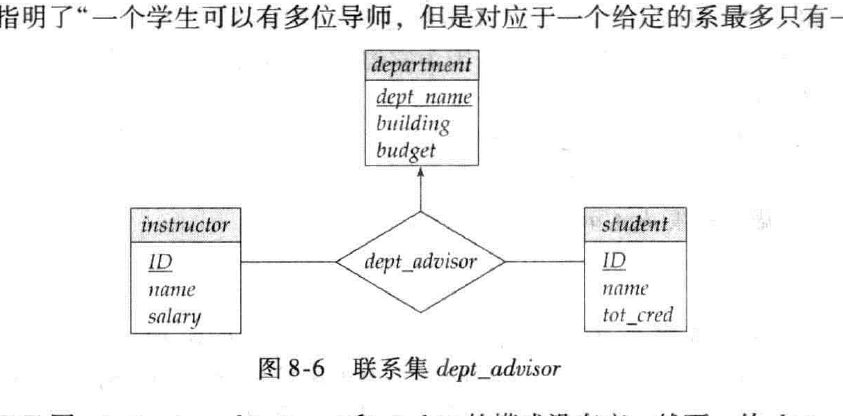 指明了“一个学生可以有多位导师，但是对应于一个给定的系最多只有一
department
dept_name
building
budget
instructor
ID
name
salary
dept_advisor
student
ID
name
tot_cred
图 8-6 联系集 dept_advisor